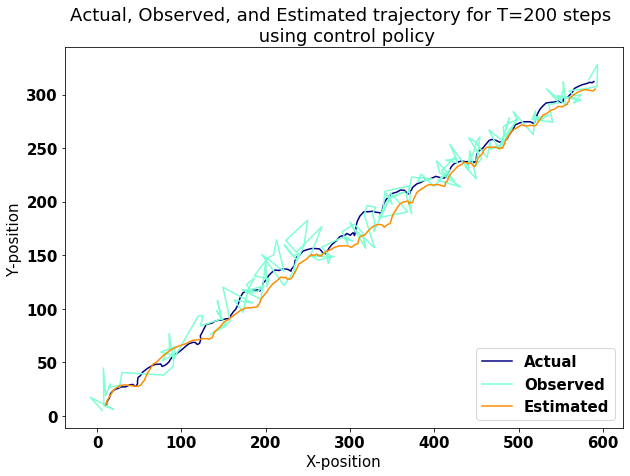 Actual, Observed, and Estimated trajectory for T=200 steps
using control policy
300
250
200
150
100
50
0
Y-position
0 100 200 300 400 500 600
X-position
Actual
Observed
Estimated